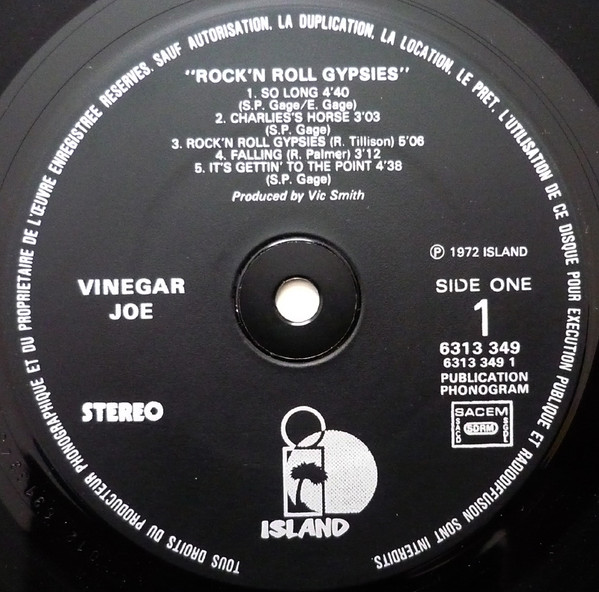 TOUS DROITS DU PRODUCTEUR PHONOGRAPHIQUE ET DU PROPRIETAIRE DE L'ŒUVRE ENREGISTREE RESERVES. SAUF AUTORISATION, LA DUPLICATION, LA LOCATION, LE PRET, L'UTILISATION DE CE DISQUE POUR EXECUTION PUBLIQUE ET RADIODIFFUSION SONT INTERDITS.
"ROCK'N ROLL GYPSIES"
1. SO LONG 4'40
(S.P. Gage/E. Gage)
2. CHARLIES'S HORSE 3'03
(S.P. Gage)
3. ROCK'N ROLL GYPSIES (R. Tillison) 5'06
4. FALLING (R. Palmer) 3'12
5. IT'S GETTIN' TO THE POINT 4'38
(S.P. Gage)
Produced by Vic Smith
℗ 1972 ISLAND
VINEGAR
JOE
SIDE ONE
1
6313 349
6313 349 1
PUBLICATION
PHONOGRAM
STEREO
SACEM
SACD
SDRM
SGDL
ISLAND